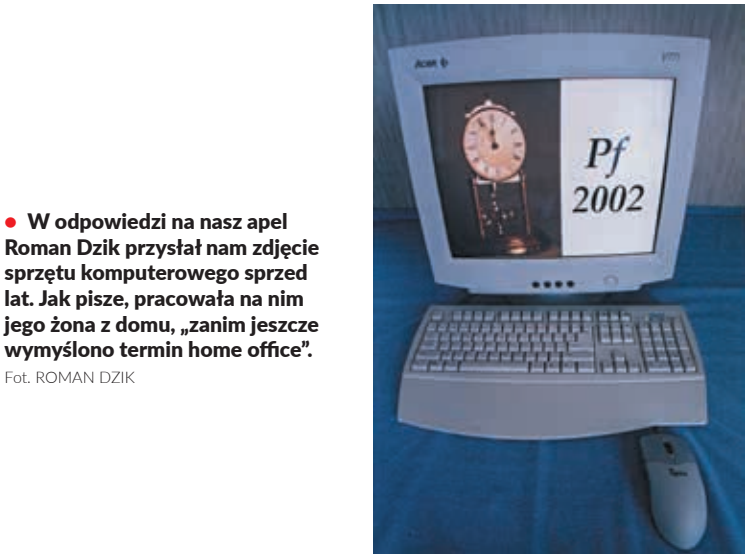 ● W odpowiedzi na nasz apel
Roman Dzik przysłał nam zdjęcie
sprzętu komputerowego sprzed
lat. Jak pisze, pracowała na nim
jego żona z domu, „zanim jeszcze
wymyślono termin home office”.
Fot. ROMAN DZIK
Acer
Pf
2002